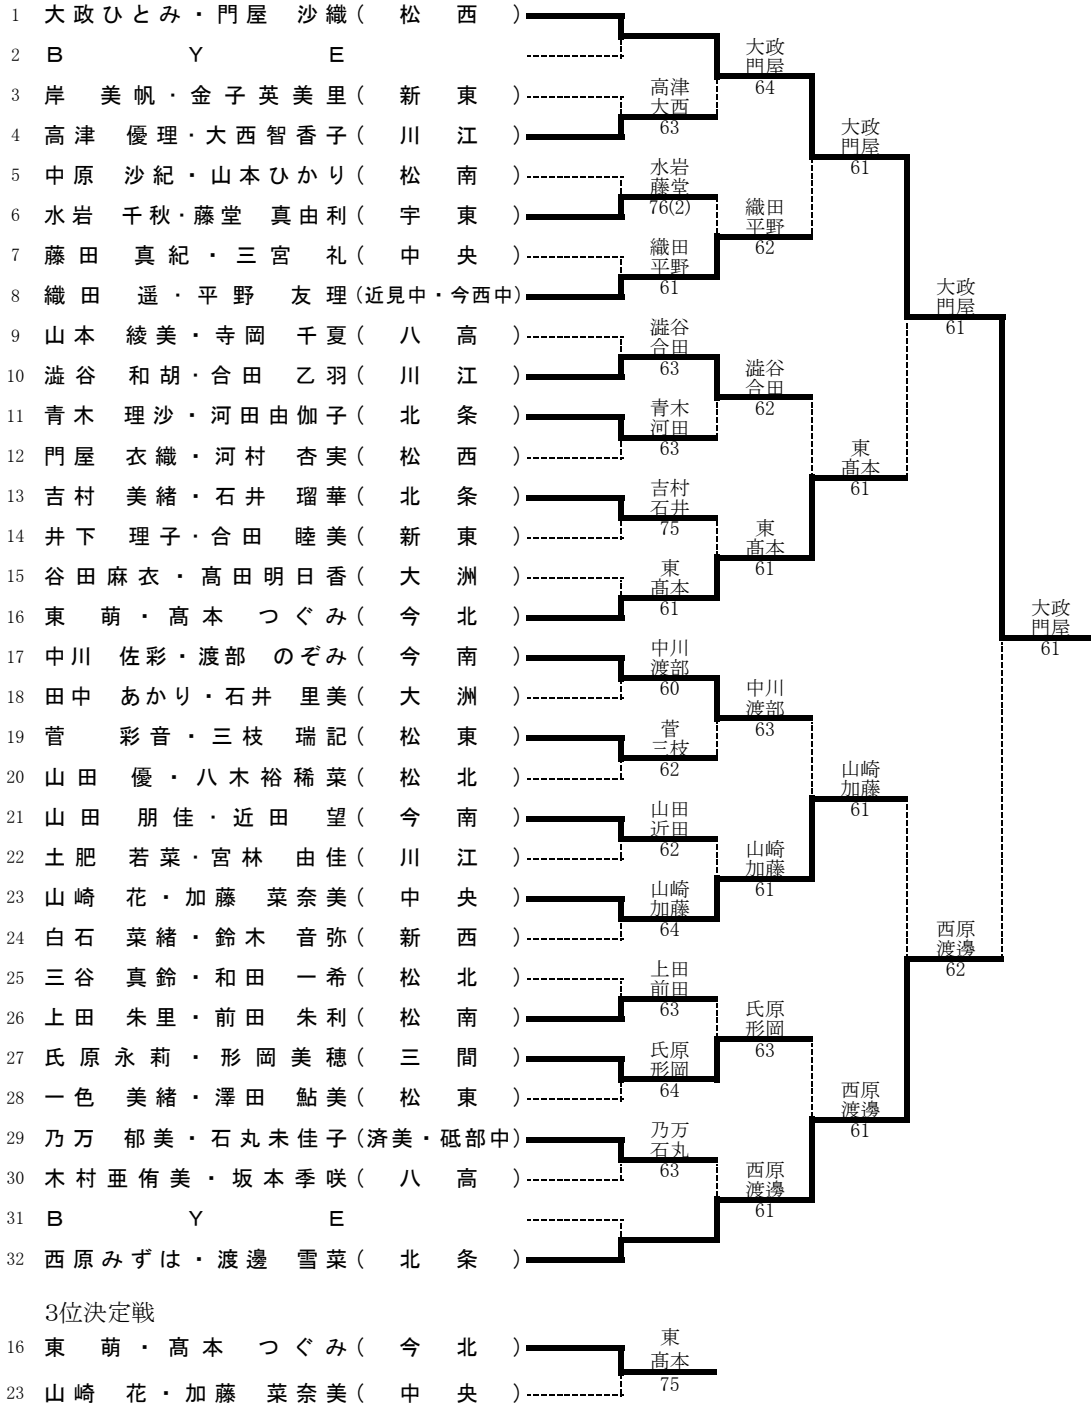 1 大政ひとみ・門屋 沙織(松西)
2 BYE
大政
門屋
64
3 岸 美帆・金子英美里(新東)
高津
大西
63
4 高津 優理・大西智香子(川江)
大政
門屋
61
5 中原 沙紀・山本ひかり(松南)
水岩
藤堂
76(2)
6 水岩 千秋・藤堂 真由利(宇東)
織田
平野
62
7 藤田 真紀・三宮 礼(中央)
織田
平野
61
8 織田 遥・平野 友理(近見中・今西中)
大政
門屋
61
9 山本 綾美・寺岡 千夏(八高)
澁谷
合田
63
10 澁谷 和胡・合田 乙羽(川江)
澁谷
合田
62
11 青木 理沙・河田由伽子(北条)
青木
河田
63
12 門屋 衣織・河村 杏実(松西)
東
髙本
61
13 吉村 美緒・石井 瑠華(北条)
吉村
石井
75
14 井下 理子・合田 睦美(新東)
東
髙本
61
15 谷田麻衣・髙田明日香(大洲)
東
髙本
61
16 東 萌・髙本 つぐみ(今北)
大政
門屋
61
17 中川 佐彩・渡部 のぞみ(今南)
中川
渡部
60
18 田中 あかり・石井 里美(大洲)
中川
渡部
63
19 菅 彩音・三枝 瑞記(松東)
菅
三枝
62
20 山田 優・八木裕稀菜(松北)
山崎
加藤
61
21 山田 朋佳・近田 望(今南)
山田
近田
62
22 土肥 若菜・宮林 由佳(川江)
山崎
加藤
61
23 山崎 花・加藤 菜奈美(中央)
山崎
加藤
64
24 白石 菜緒・鈴木 音弥(新西)
西原
渡邊
62
25 三谷 真鈴・和田 一希(松北)
上田
前田
63
26 上田 朱里・前田 朱利(松南)
氏原
形岡
63
27 氏原永莉・形岡美穂(三間)
氏原
形岡
64
28 一色 美緒・澤田 鮎美(松東)
西原
渡邊
61
29 乃万 郁美・石丸未佳子(済美・砥部中)
乃万
石丸
63
30 木村亜侑美・坂本季咲(八高)
西原
渡邊
61
31 BYE
32 西原みずは・渡邊 雪菜(北条)
3位決定戦
16 東 萌・髙本 つぐみ(今北)
東
髙本
75
23 山崎 花・加藤 菜奈美(中央)